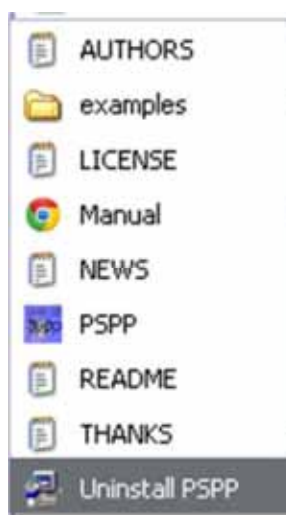 AUTHORS
examples
LICENSE
Manual
NEWS
PSPP
README
THANKS
Uninstall PSPP